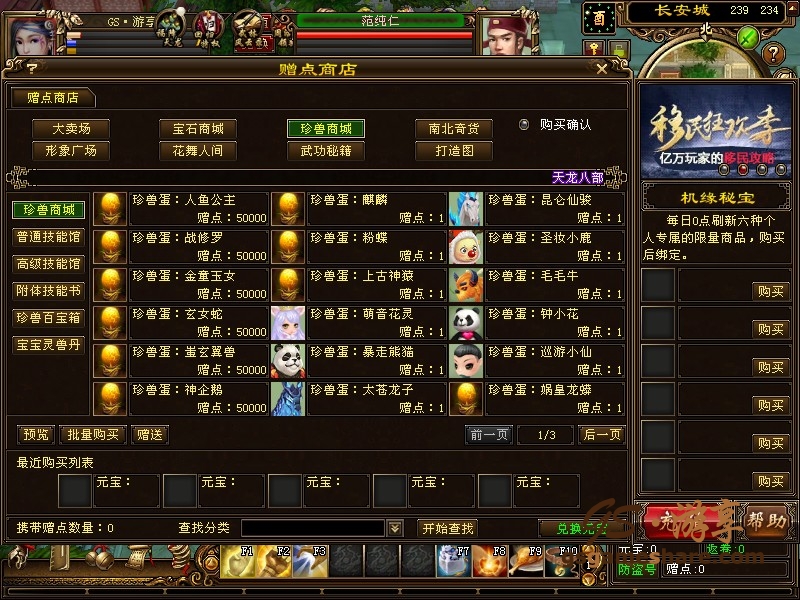 GS·游享
范纯仁
长安城 239 234
北
赠点商店
赠点商店
大卖场 宝石商城 珍兽商城 南北奇货 购买确认
形象广场 花舞人间 武功秘籍 打造图
天龙八部
珍兽商城
普通技能馆
高级技能馆
附体技能书
珍兽百宝箱
宝宝灵兽丹
珍兽蛋：人鱼公主 珍兽蛋：麒麟 珍兽蛋：昆仑仙骏
赠点：50000 赠点：1 赠点：1
珍兽蛋：战修罗 珍兽蛋：粉蝶 珍兽蛋：圣妆小鹿
赠点：50000 赠点：1 赠点：1
珍兽蛋：金童玉女 珍兽蛋：上古神猿 珍兽蛋：毛毛牛
赠点：50000 赠点：1 赠点：1
珍兽蛋：玄女蛇 珍兽蛋：萌音花灵 珍兽蛋：钟小花
赠点：50000 赠点：1 赠点：1
珍兽蛋：蚩玄翼兽 珍兽蛋：暴走熊猫 珍兽蛋：巡游小仙
赠点：50000 赠点：1 赠点：1
珍兽蛋：神企鹅 珍兽蛋：太苍龙子 珍兽蛋：娲皇龙蟒
赠点：50000 赠点：1 赠点：1
预览 批量购买 赠送 前一页 1/3 后一页
最近购买列表
元宝： 元宝： 元宝： 元宝： 元宝：
携带赠点数量：0 查找分类 开始查找 兑换元宝
移民狂欢季
亿万玩家的移民攻略
机缘秘宝
每日0点刷新六种个
人专属的限量商品，购买
后绑定。
购买
购买
购买
购买
购买
购买
帮助
GS·游享
F1 F2 F3 F7 F8 F9 F10
元宝：0
防盗号 赠点：0